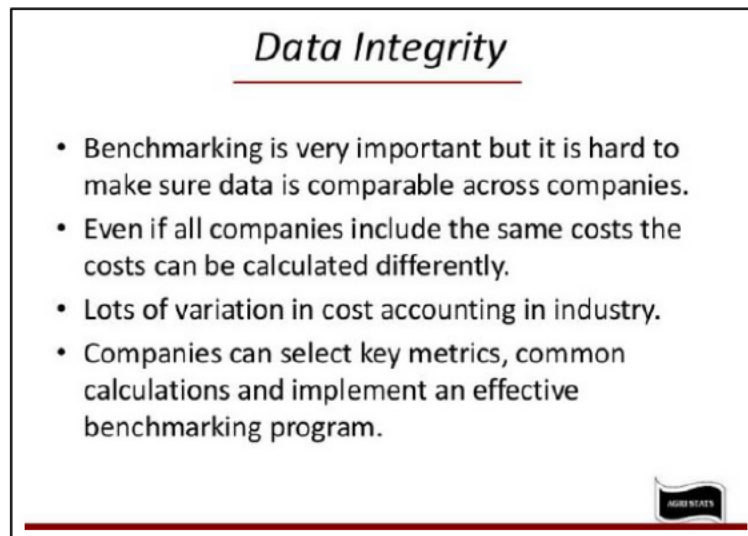 Data Integrity
• Benchmarking is very important but it is hard to
make sure data is comparable across companies.
• Even if all companies include the same costs the
costs can be calculated differently.
• Lots of variation in cost accounting in industry.
• Companies can select key metrics, common
calculations and implement an effective
benchmarking program.
AGRI STATS